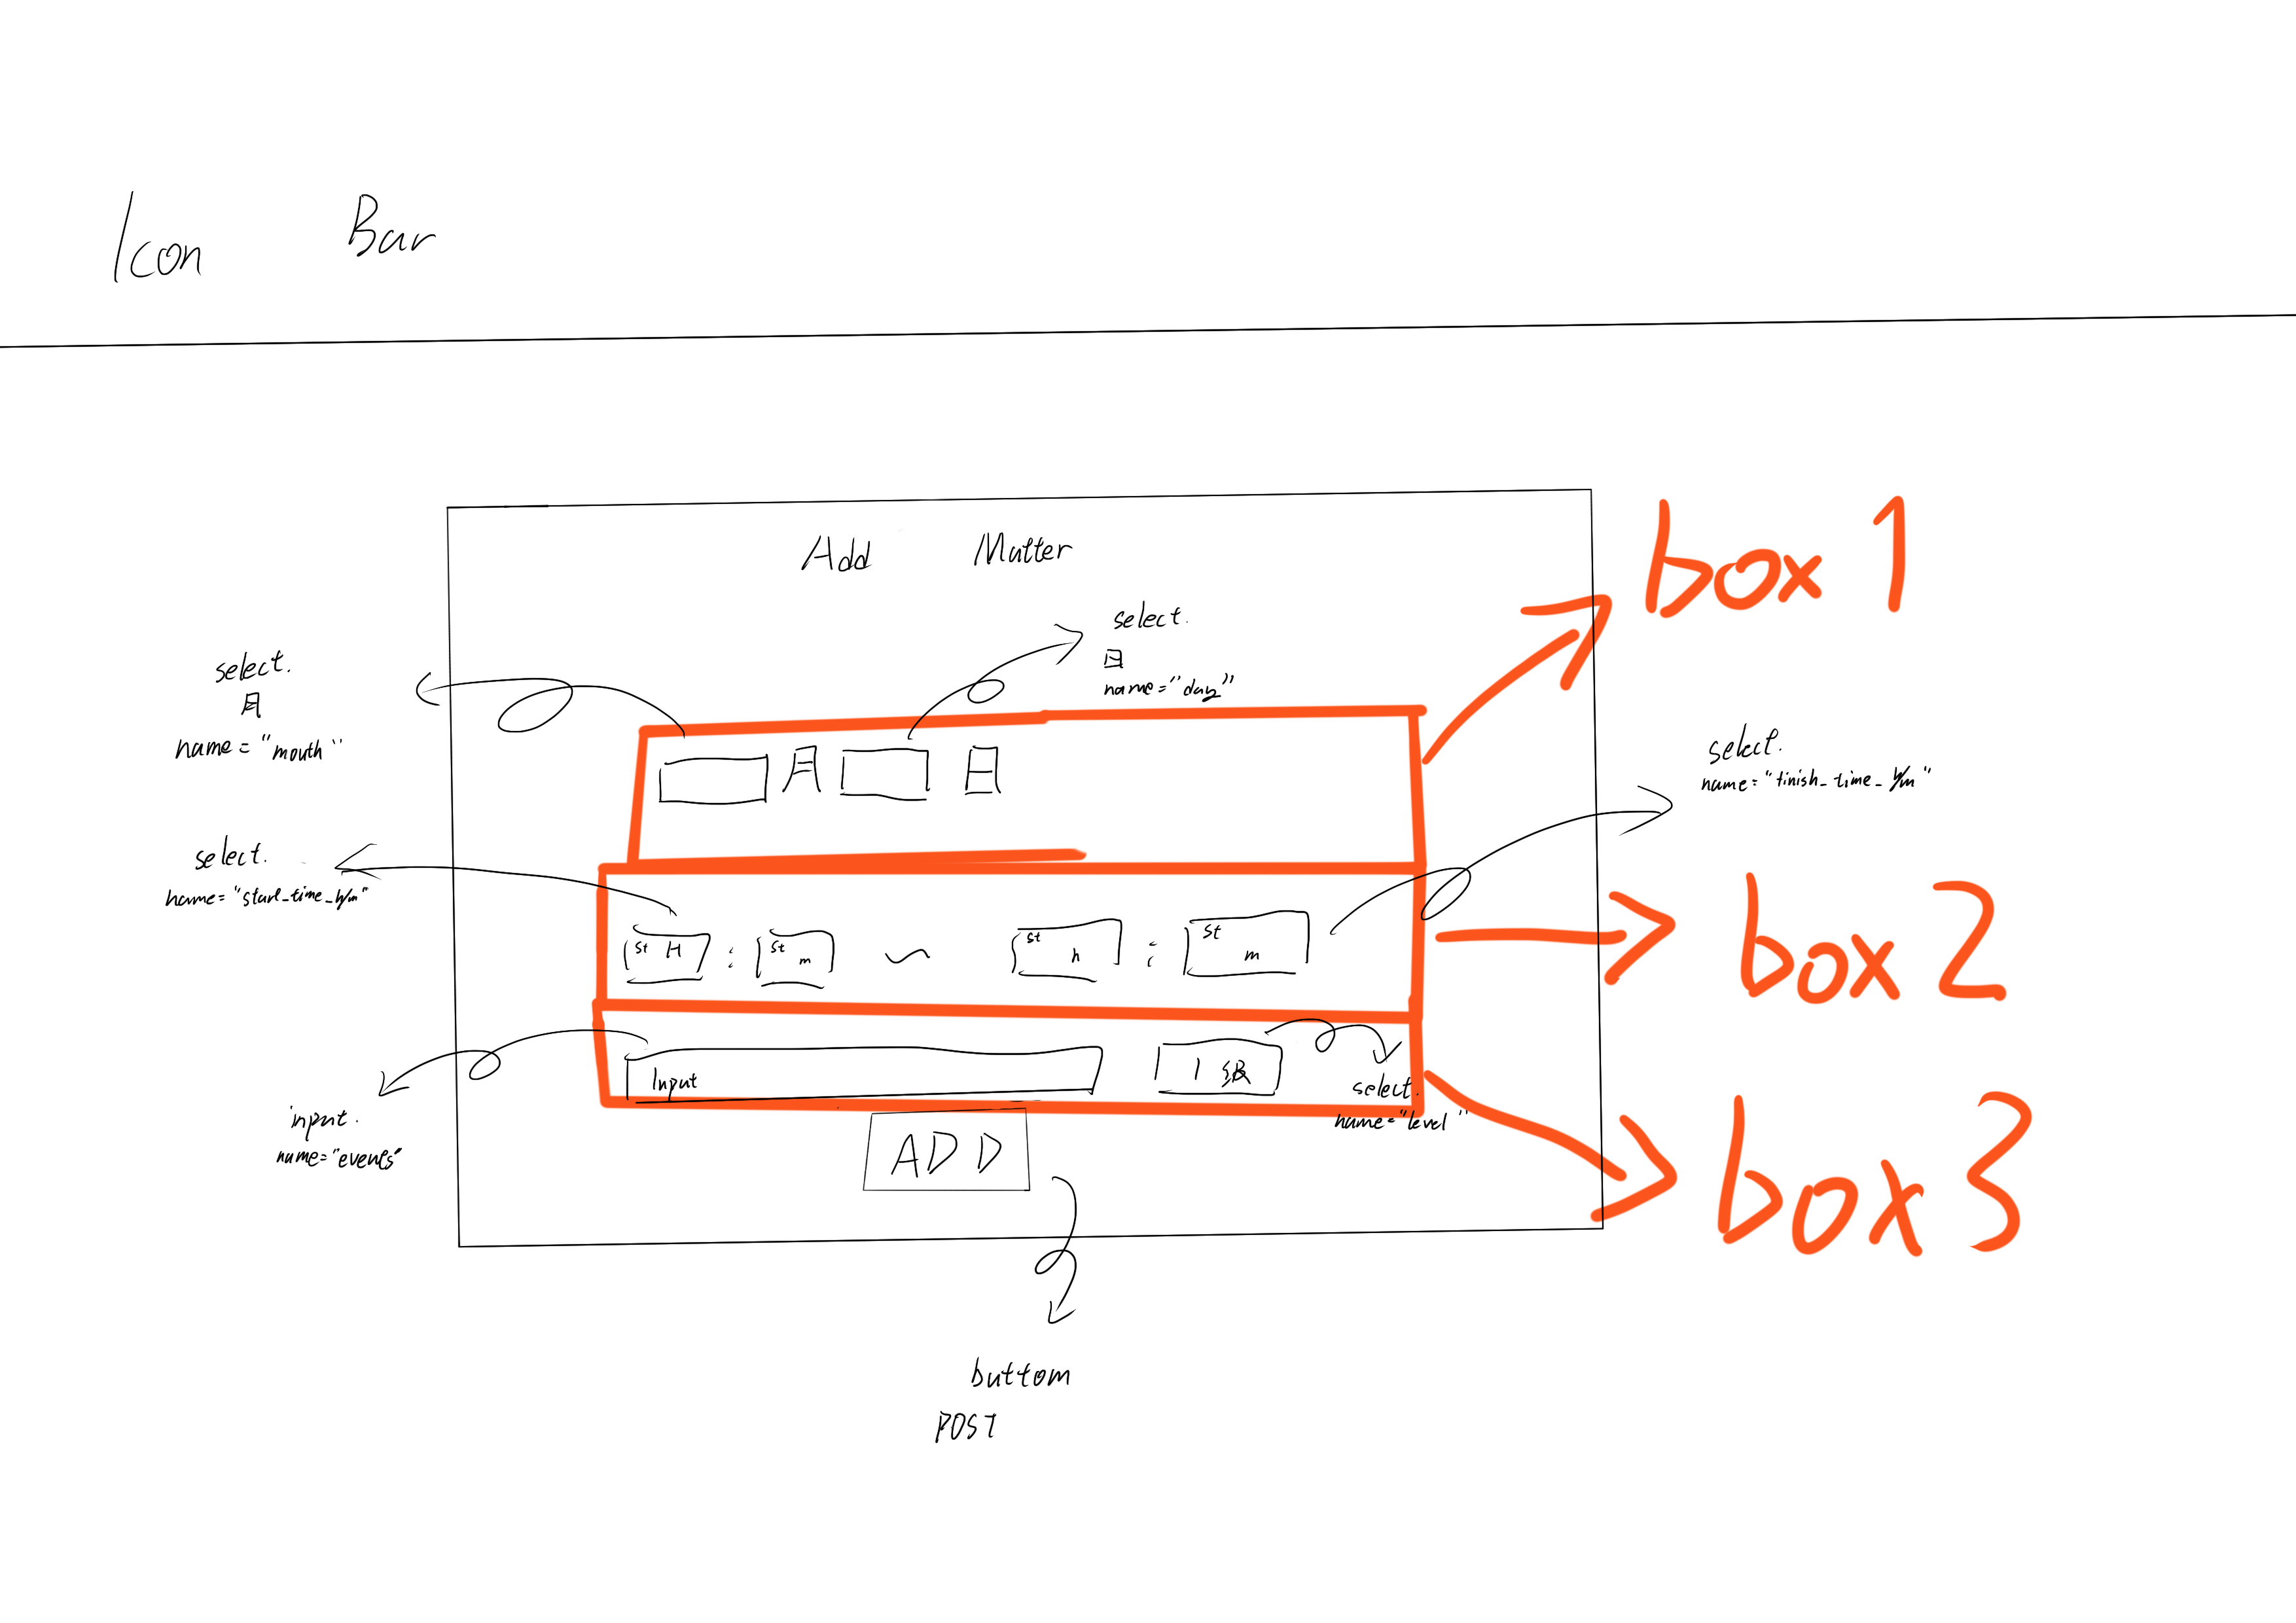 Icon Bar
Add Matter
box 1
select.
日
name="day"
select.
月
name="mouth"
月 日
select.
name="finish_time_h/m"
select.
name="start_time_h/m"
box 2
st H : st m ~ st h : st m
Input 1 级
select.
name="level"
box 3
input.
name="events"
ADD
buttom
POST